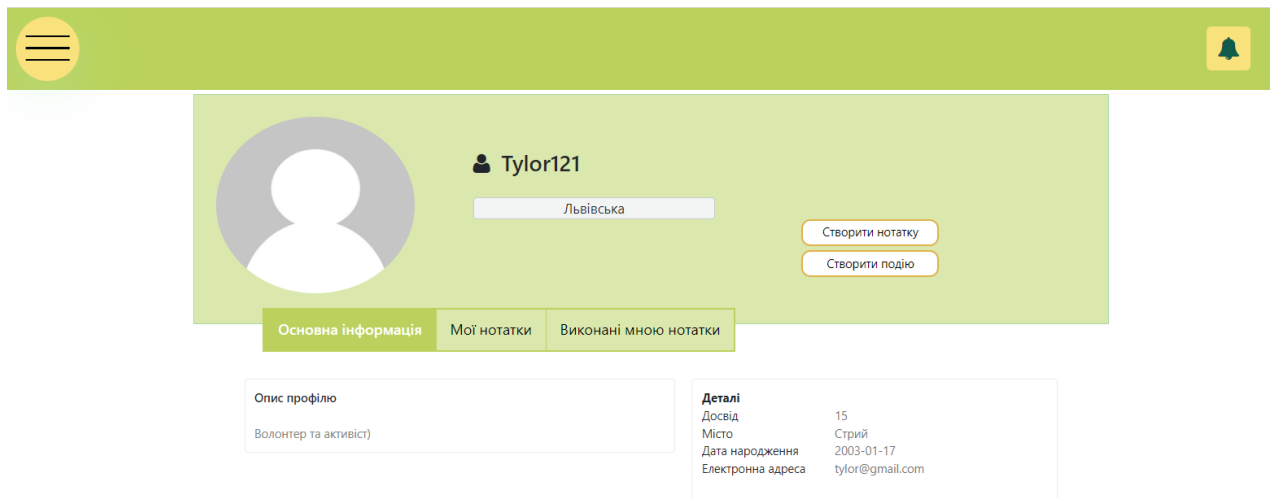 Tylor121
Львівська
Створити нотатку
Створити подію
Основна інформація Мої нотатки Виконані мною нотатки
Опис профілю
Волонтер та активіст)
Деталі
Досвід 15
Місто Стрий
Дата народження 2003-01-17
Електронна адреса tylor@gmail.com